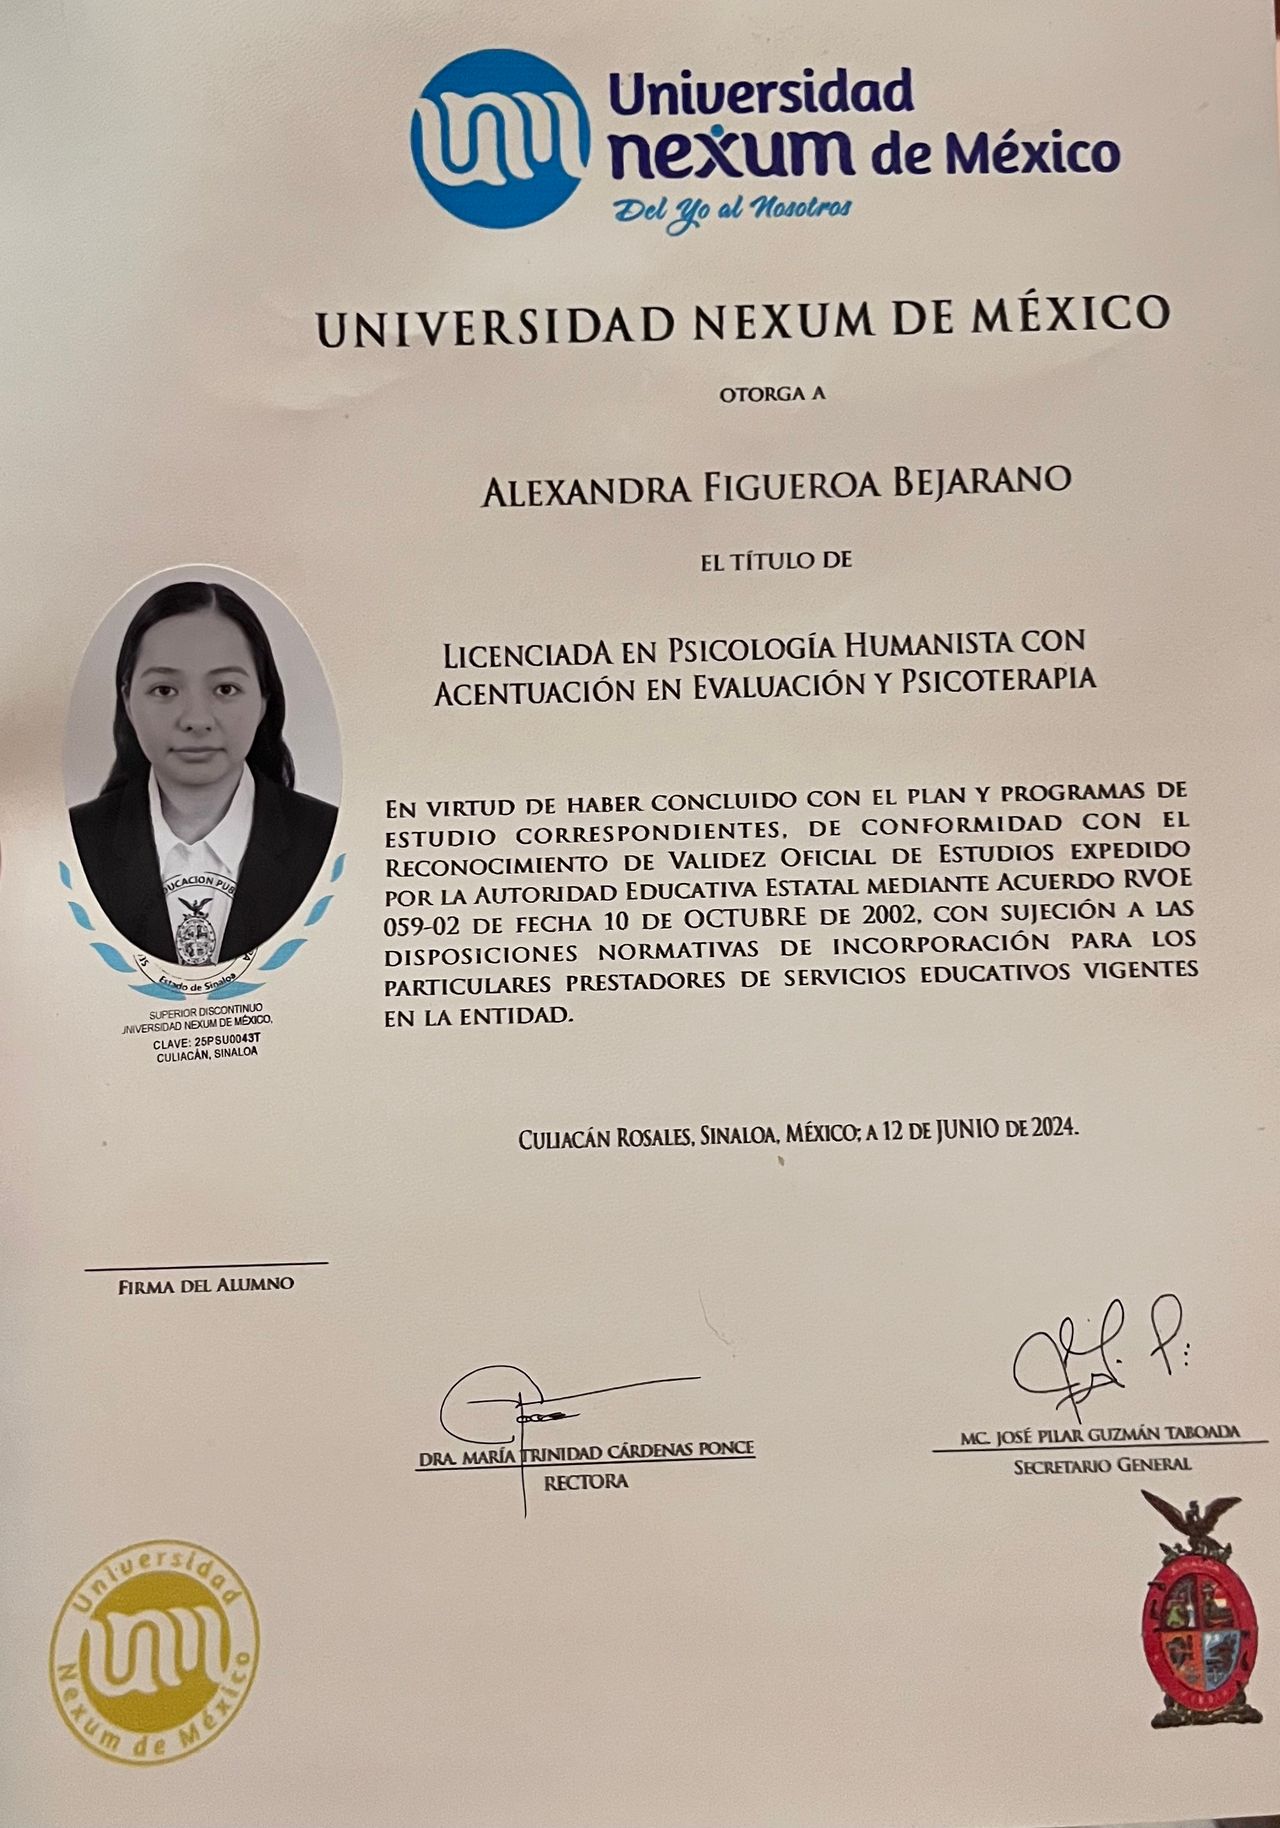 Universidad
nexum de México
Del Yo al Nosotros
UNIVERSIDAD NEXUM DE MÉXICO
OTORGA A
ALEXANDRA FIGUEROA BEJARANO
EL TÍTULO DE
LICENCIADA EN PSICOLOGÍA HUMANISTA CON
ACENTUACIÓN EN EVALUACIÓN Y PSICOTERAPIA
EN VIRTUD DE HABER CONCLUIDO CON EL PLAN Y PROGRAMAS DE
ESTUDIO CORRESPONDIENTES, DE CONFORMIDAD CON EL
RECONOCIMIENTO DE VALIDEZ OFICIAL DE ESTUDIOS EXPEDIDO
POR LA AUTORIDAD EDUCATIVA ESTATAL MEDIANTE ACUERDO RVOE
059-02 DE FECHA 10 DE OCTUBRE DE 2002, CON SUJECIÓN A LAS
DISPOSICIONES NORMATIVAS DE INCORPORACIÓN PARA LOS
PARTICULARES PRESTADORES DE SERVICIOS EDUCATIVOS VIGENTES
EN LA ENTIDAD.
Estado de Sinaloa
SUPERIOR DISCONTINUO
UNIVERSIDAD NEXUM DE MÉXICO,
CLAVE: 25PSU0043T
CULIACÁN, SINALOA
CULIACÁN ROSALES, SINALOA, MÉXICO; A 12 DE JUNIO DE 2024.
FIRMA DEL ALUMNO
DRA. MARÍA TRINIDAD CÁRDENAS PONCE
RECTORA
MC. JOSÉ PILAR GUZMÁN TABOADA
SECRETARIO GENERAL
Universidad
Nexum de México
SINALOA